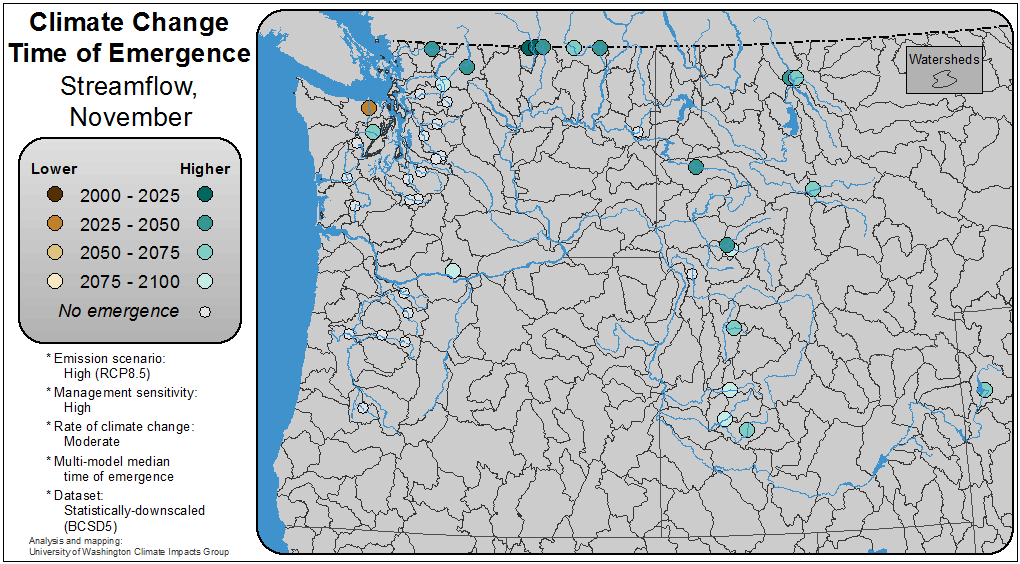 Climate Change
Time of Emergence
Streamflow,
November
Lower Higher
2000 - 2025
2025 - 2050
2050 - 2075
2075 - 2100
No emergence
* Emission scenario:
High (RCP8.5)
* Management sensitivity:
High
* Rate of climate change:
Moderate
* Multi-model median
time of emergence
* Dataset:
Statistically-downscaled
(BCSD5)
Analysis and mapping:
University of Washington Climate Impacts Group
Watersheds